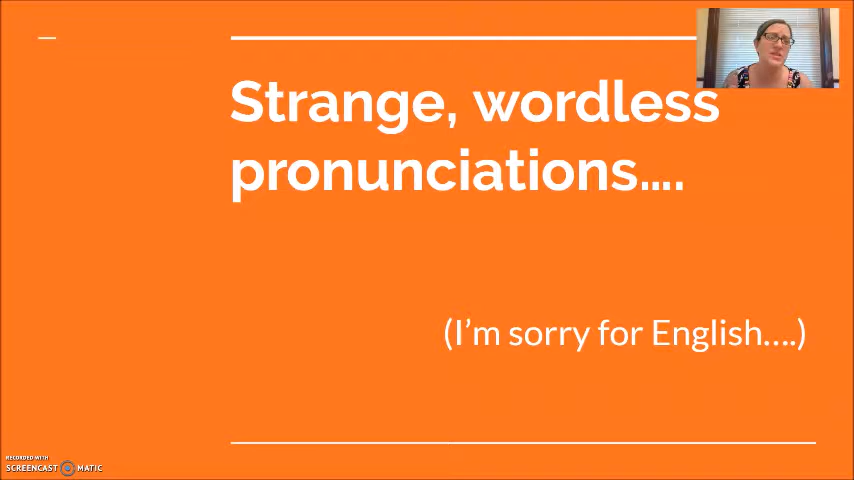 Strange, wordless
pronunciations....
(I'm sorry for English....)
RECORDED WITH
SCREENCAST MATIC